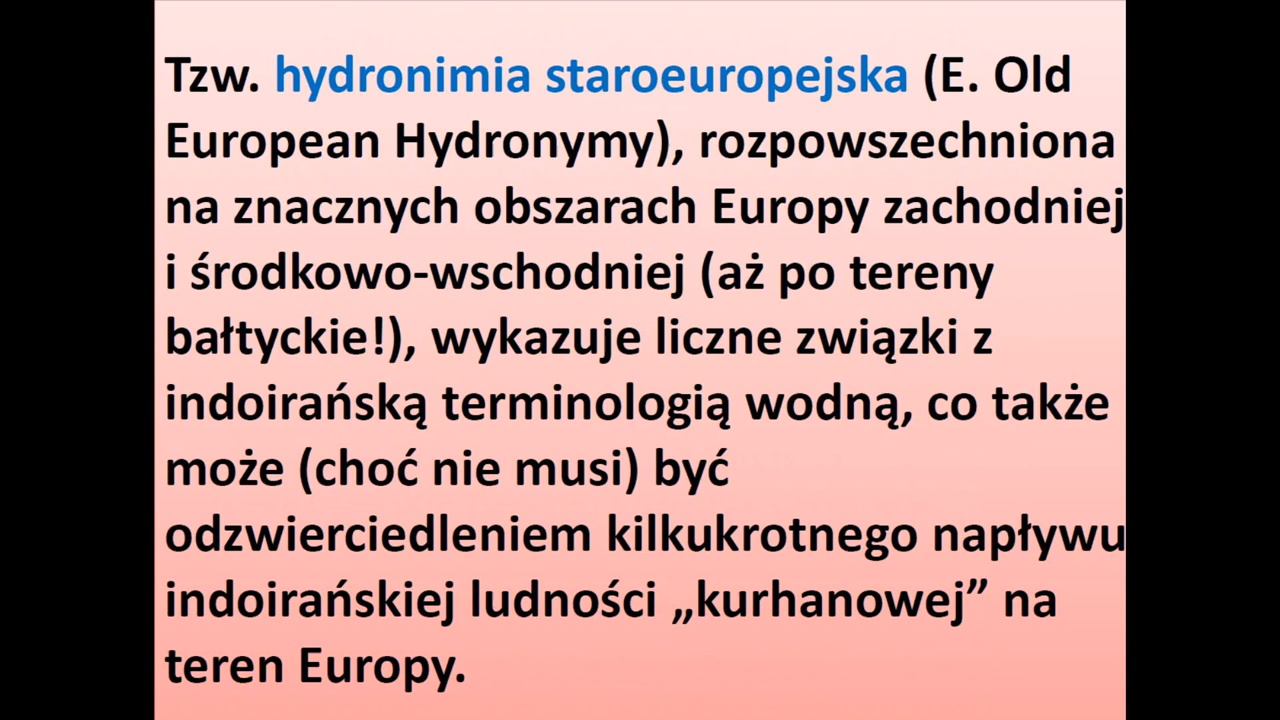 Tzw. hydronimia staroeuropejska (E. Old
European Hydronymy), rozpowszechniona
na znacznych obszarach Europy zachodniej
i środkowo-wschodniej (aż po tereny
bałtyckie!), wykazuje liczne związki z
indoirańską terminologią wodną, co także
może (choć nie musi) być
odzwierciedleniem kilkukrotnego napływu
indoirańskiej ludności „kurhanowej” na
teren Europy.